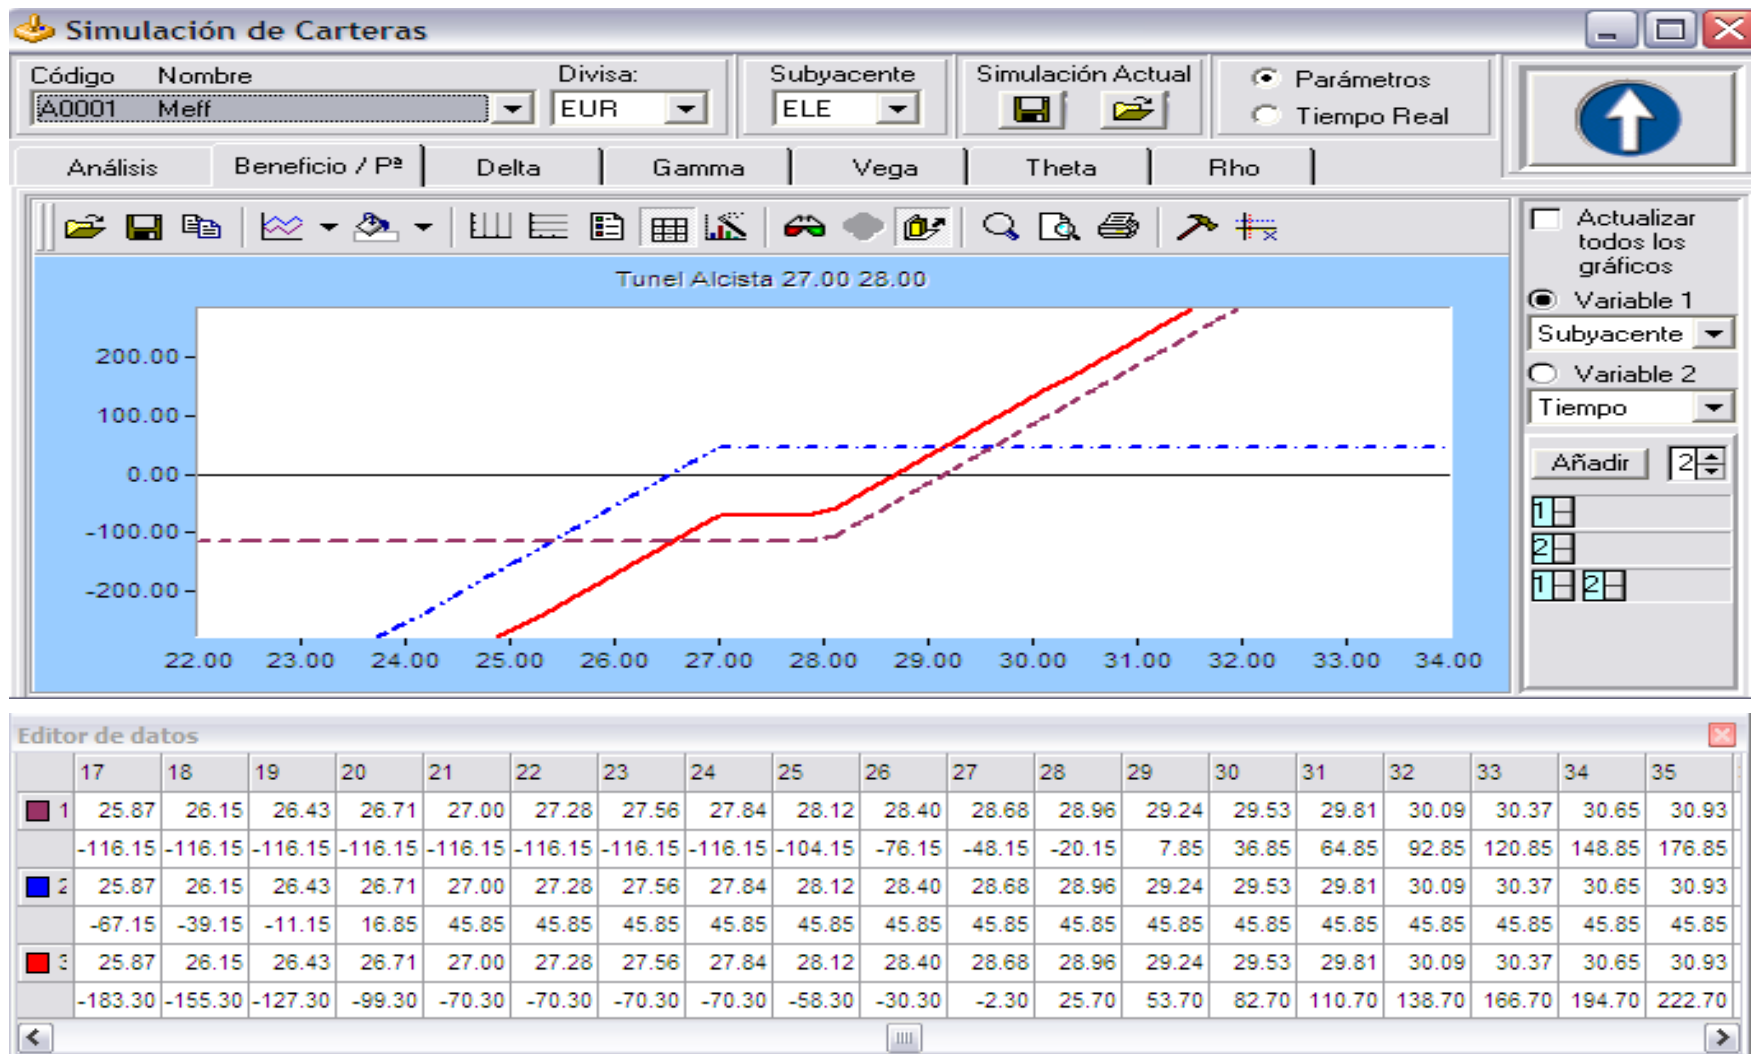 Simulación de Carteras
Código Nombre Divisa: Subyacente Simulación Actual Parámetros
A0001 Meff EUR ELE Tiempo Real
Análisis Beneficio / Pª Delta Gamma Vega Theta Rho
Actualizar
todos los
gráficos
Variable 1
Subyacente
Variable 2
Tiempo
Añadir 2
1
2
1 2
Tunel Alcista 27.00 28.00
200.00
100.00
0.00
-100.00
-200.00
22.00 23.00 24.00 25.00 26.00 27.00 28.00 29.00 30.00 31.00 32.00 33.00 34.00
Editor de datos
17 18 19 20 21 22 23 24 25 26 27 28 29 30 31 32 33 34 35
1 25.87 26.15 26.43 26.71 27.00 27.28 27.56 27.84 28.12 28.40 28.68 28.96 29.24 29.53 29.81 30.09 30.37 30.65 30.93
-116.15 -116.15 -116.15 -116.15 -116.15 -116.15 -116.15 -116.15 -104.15 -76.15 -48.15 -20.15 7.85 36.85 64.85 92.85 120.85 148.85 176.85
2 25.87 26.15 26.43 26.71 27.00 27.28 27.56 27.84 28.12 28.40 28.68 28.96 29.24 29.53 29.81 30.09 30.37 30.65 30.93
-67.15 -39.15 -11.15 16.85 45.85 45.85 45.85 45.85 45.85 45.85 45.85 45.85 45.85 45.85 45.85 45.85 45.85 45.85 45.85
3 25.87 26.15 26.43 26.71 27.00 27.28 27.56 27.84 28.12 28.40 28.68 28.96 29.24 29.53 29.81 30.09 30.37 30.65 30.93
-183.30 -155.30 -127.30 -99.30 -70.30 -70.30 -70.30 -70.30 -58.30 -30.30 -2.30 25.70 53.70 82.70 110.70 138.70 166.70 194.70 222.70